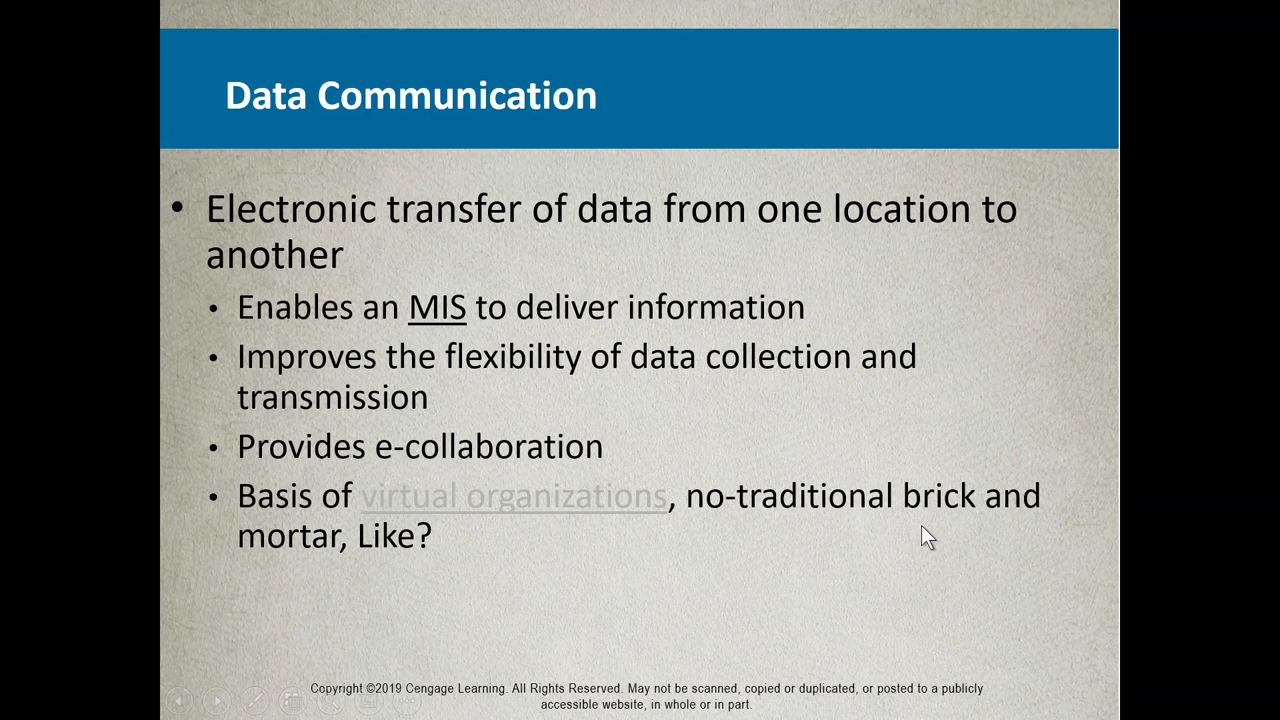 Data Communication
• Electronic transfer of data from one location to
another
• Enables an MIS to deliver information
• Improves the flexibility of data collection and
transmission
• Provides e-collaboration
• Basis of virtual organizations, no-traditional brick and
mortar, Like?
Copyright ©2019 Cengage Learning. All Rights Reserved. May not be scanned, copied or duplicated, or posted to a publicly
accessible website, in whole or in part.